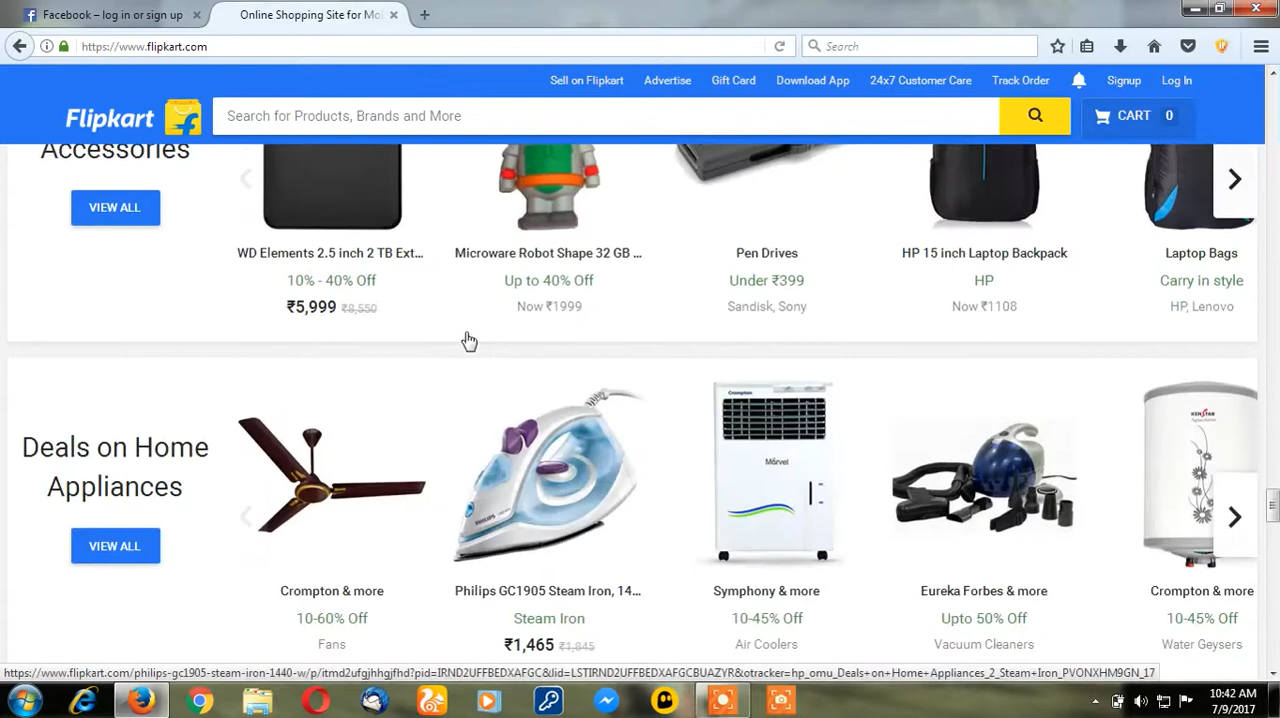 Facebook – log in or sign up
Online Shopping Site for Mo
https://www.flipkart.com
Search
Sell on Flipkart Advertise Gift Card Download App 24x7 Customer Care Track Order Signup Log In
Flipkart
Search for Products, Brands and More
CART 0
Accessories
VIEW ALL
WD Elements 2.5 inch 2 TB Ext...
10% - 40% Off
₹5,999 ₹8,550
Microware Robot Shape 32 GB ...
Up to 40% Off
Now ₹1999
Pen Drives
Under ₹399
Sandisk, Sony
HP 15 inch Laptop Backpack
HP
Now ₹1108
Laptop Bags
Carry in style
HP, Lenovo
Deals on Home
Appliances
VIEW ALL
Crompton & more
10-60% Off
Fans
PHILIPS
Philips GC1905 Steam Iron, 14...
Steam Iron
₹1,465 ₹1,845
Crompton
Marvel
Symphony & more
10-45% Off
Air Coolers
Eureka Forbes & more
Upto 50% Off
Vacuum Cleaners
KENSTAR
Crompton & more
10-45% Off
Water Geysers
https://www.flipkart.com/philips-gc1905-steam-iron-1440-w/p/itmd2ufgjhhgjfhd?pid=IRND2UFFBEDXAFGC&lid=LSTIRND2UFFBEDXAFGCBUAZYR&otracker=hp_omu_Deals+on+Home+Appliances_2_Steam+Iron_PVONXHM9GN_17
10:42 AM
7/9/2017